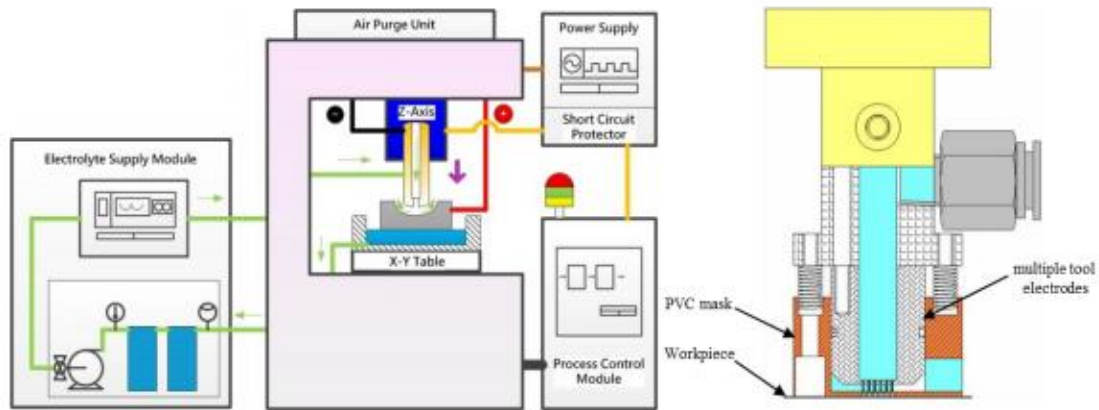 Air Purge Unit
Power Supply
Z-Axis
Short Circuit
Protector
Electrolyte Supply Module
X-Y Table
Process Control
Module
multiple tool
electrodes
PVC mask
Workpiece